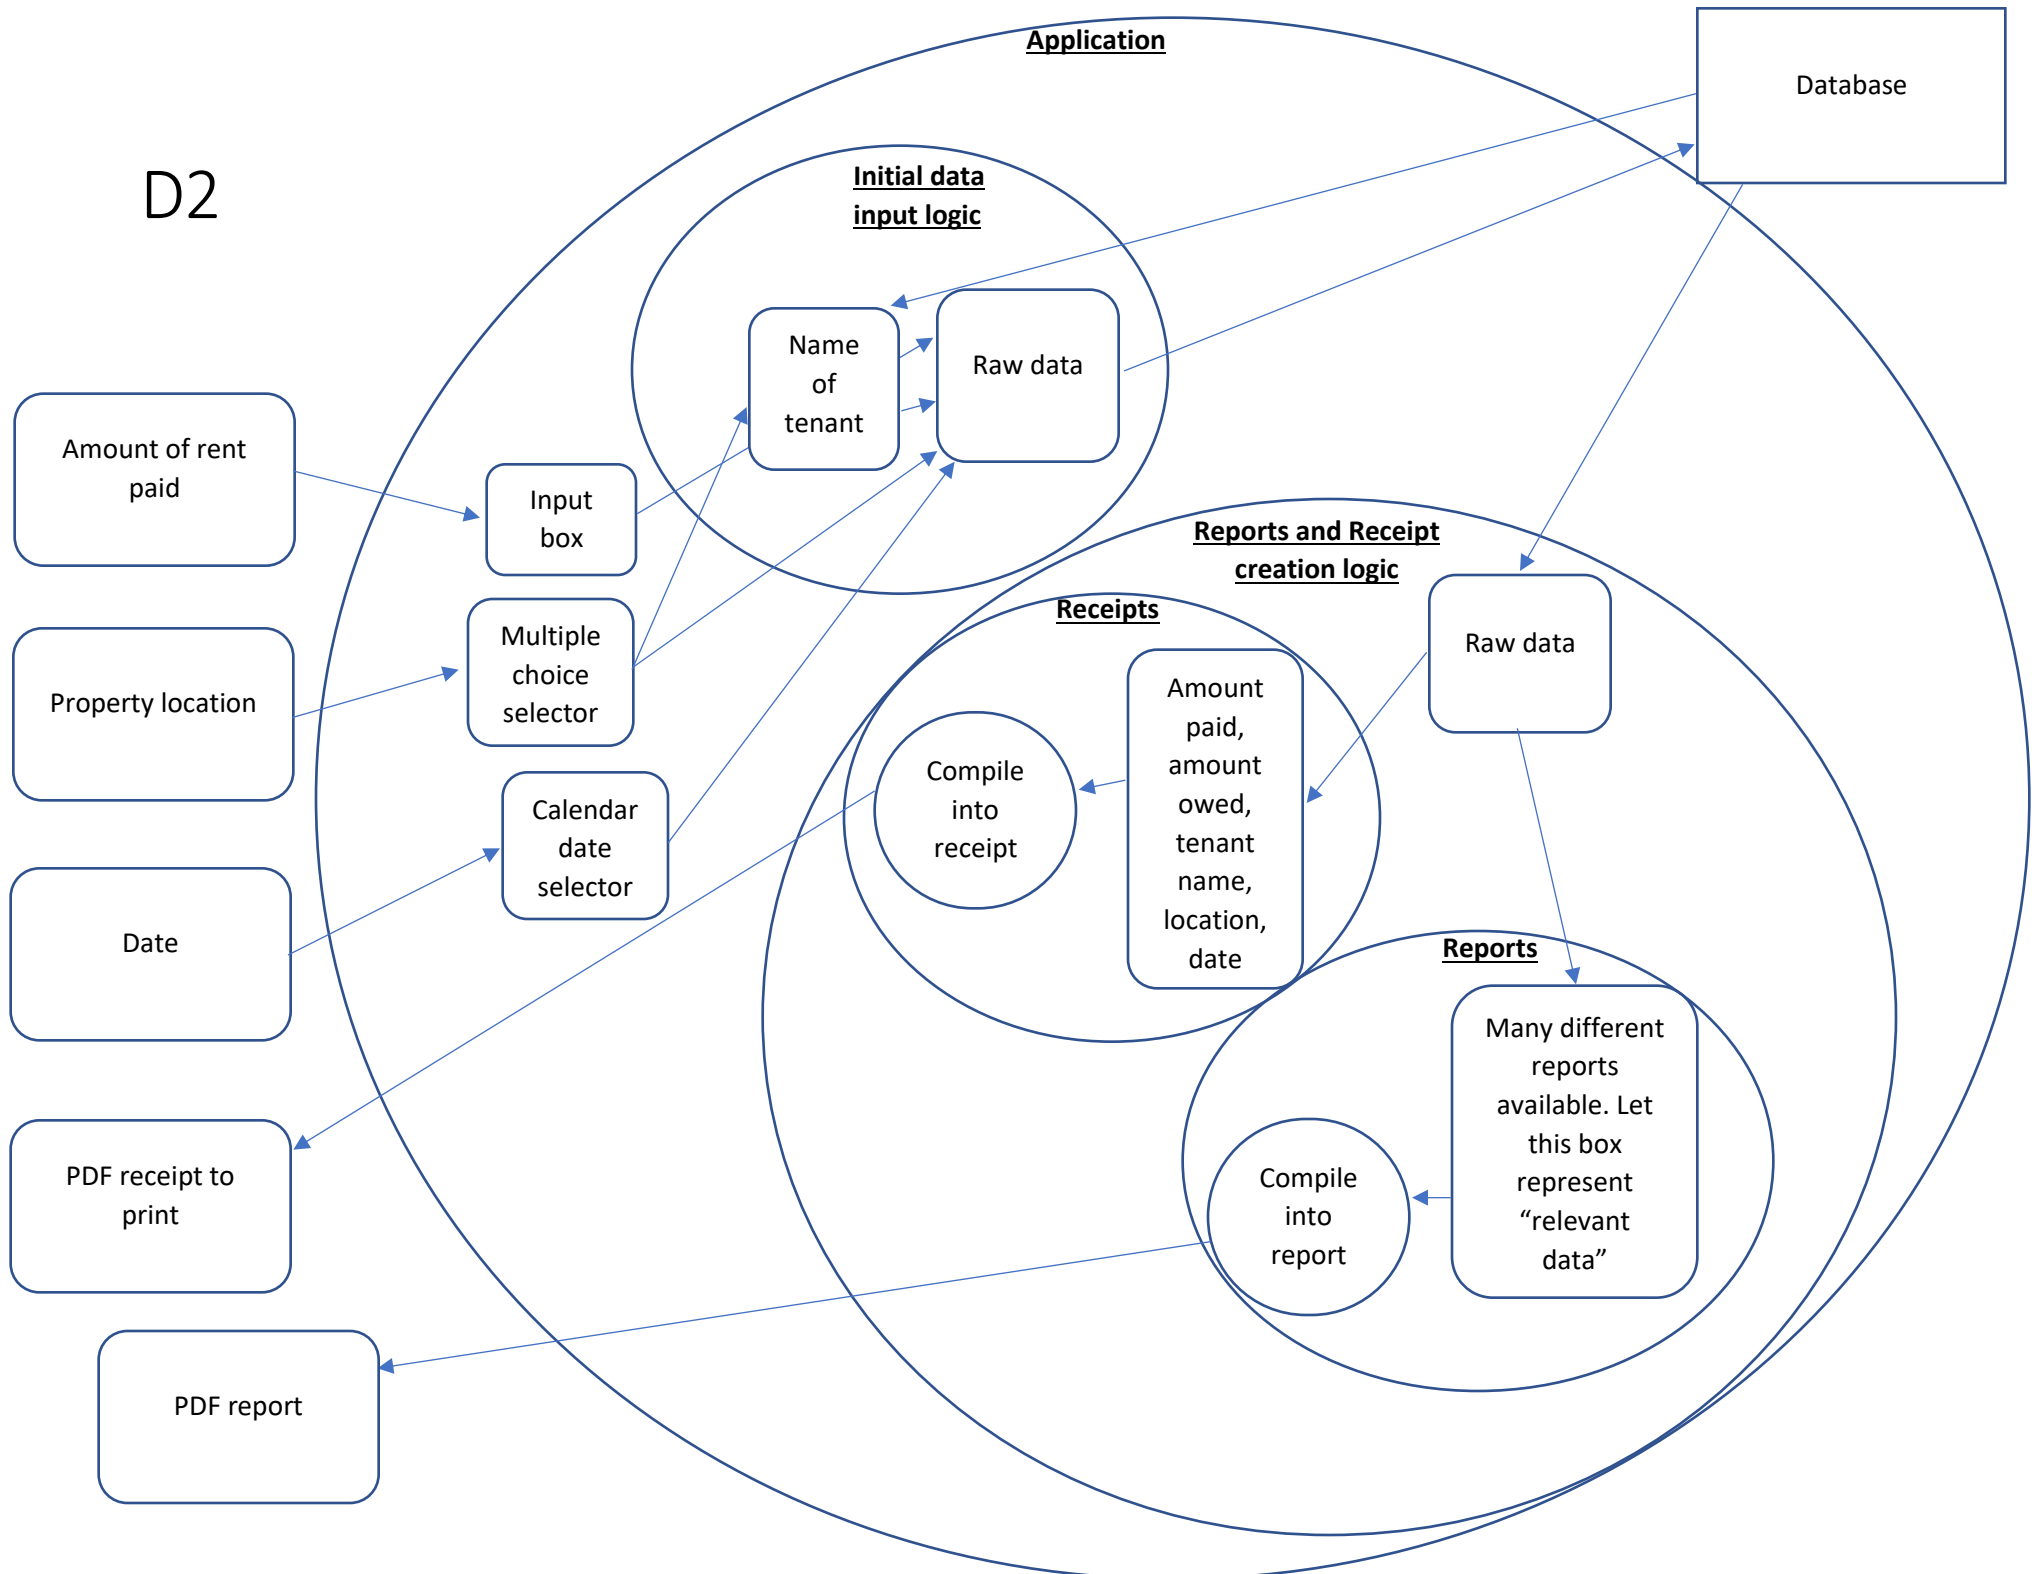 Application
Database
D2
Initial data
input logic
Name
of
tenant
Raw data
Amount of rent
paid
Input
box
Reports and Receipt
creation logic
Receipts
Raw data
Multiple
choice
selector
Property location
Amount
paid,
amount
owed,
tenant
name,
location,
date
Compile
into
receipt
Calendar
date
selector
Date
Reports
Many different
reports
available. Let
this box
represent
“relevant
data”
PDF receipt to
print
Compile
into
report
PDF report